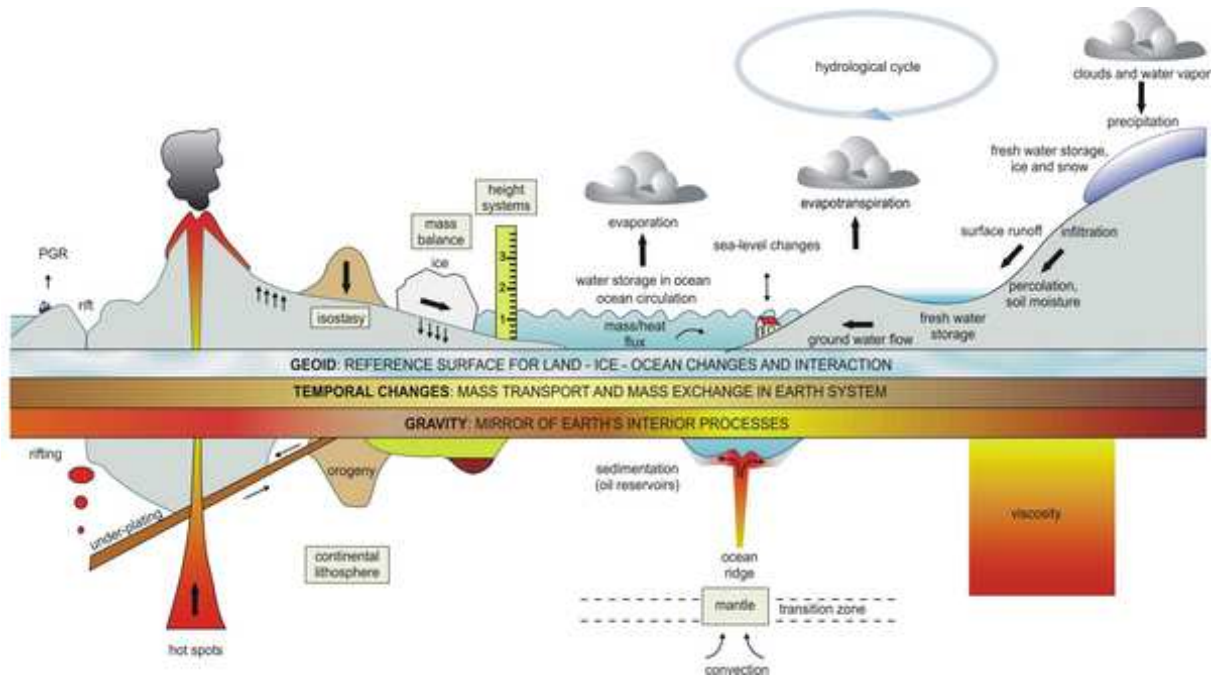 hydrological cycle
clouds and water vapor
precipitation
fresh water storage,
ice and snow
height
systems
mass
balance
ice
evaporation
evapotranspiration
sea-level changes
surface runoff
infiltration
PGR
rift
water storage in ocean
ocean circulation
percolation,
soil moisture
isostasy
3
2
1
mass/heat
flux
ground water flow
fresh water
storage
GEOID: REFERENCE SURFACE FOR LAND - ICE - OCEAN CHANGES AND INTERACTION
TEMPORAL CHANGES: MASS TRANSPORT AND MASS EXCHANGE IN EARTH SYSTEM
GRAVITY: MIRROR OF EARTH'S INTERIOR PROCESSES
rifting
orogeny
sedimentation
(oil reservoirs)
under-plating
viscosity
continental
lithosphere
ocean
ridge
mantle
transition zone
hot spots
convection